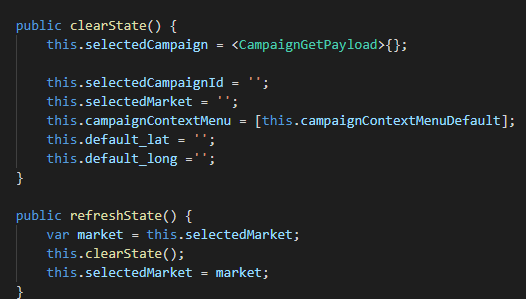 public clearState() {
this.selectedCampaign = <CampaignGetPayload>{};
this.selectedCampaignId = '';
this.selectedMarket = '';
this.campaignContextMenu = [this.campaignContextMenuDefault];
this.default_lat = '';
this.default_long ='';
}
public refreshState() {
var market = this.selectedMarket;
this.clearState();
this.selectedMarket = market;
}